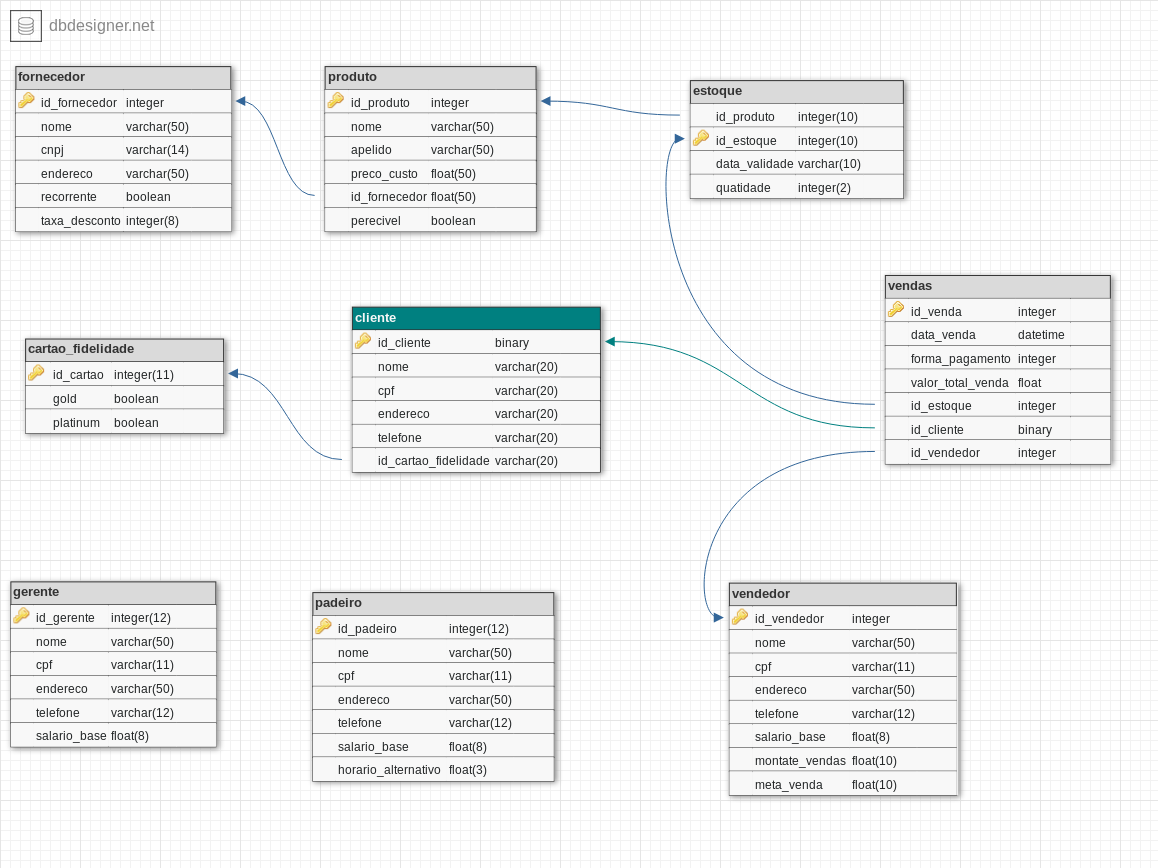 dbdesigner.net
fornecedor
id_fornecedor integer
nome varchar(50)
cnpj varchar(14)
endereco varchar(50)
recorrente boolean
taxa_desconto integer(8)
produto
id_produto integer
nome varchar(50)
apelido varchar(50)
preco_custo float(50)
id_fornecedor float(50)
perecivel boolean
estoque
id_produto integer(10)
id_estoque integer(10)
data_validade varchar(10)
quatidade integer(2)
vendas
id_venda integer
data_venda datetime
forma_pagamento integer
valor_total_venda float
id_estoque integer
id_cliente binary
id_vendedor integer
cliente
id_cliente binary
nome varchar(20)
cpf varchar(20)
endereco varchar(20)
telefone varchar(20)
id_cartao_fidelidade varchar(20)
cartao_fidelidade
id_cartao integer(11)
gold boolean
platinum boolean
gerente
id_gerente integer(12)
nome varchar(50)
cpf varchar(11)
endereco varchar(50)
telefone varchar(12)
salario_base float(8)
padeiro
id_padeiro integer(12)
nome varchar(50)
cpf varchar(11)
endereco varchar(50)
telefone varchar(12)
salario_base float(8)
horario_alternativo float(3)
vendedor
id_vendedor integer
nome varchar(50)
cpf varchar(11)
endereco varchar(50)
telefone varchar(12)
salario_base float(8)
montate_vendas float(10)
meta_venda float(10)